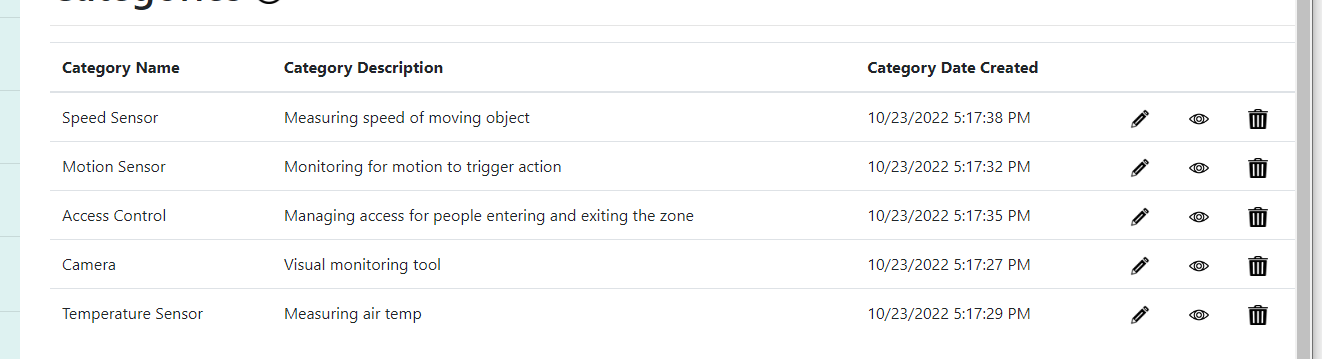 Category Name Category Description Category Date Created
Speed Sensor Measuring speed of moving object 10/23/2022 5:17:38 PM
Motion Sensor Monitoring for motion to trigger action 10/23/2022 5:17:32 PM
Access Control Managing access for people entering and exiting the zone 10/23/2022 5:17:35 PM
Camera Visual monitoring tool 10/23/2022 5:17:27 PM
Temperature Sensor Measuring air temp 10/23/2022 5:17:29 PM